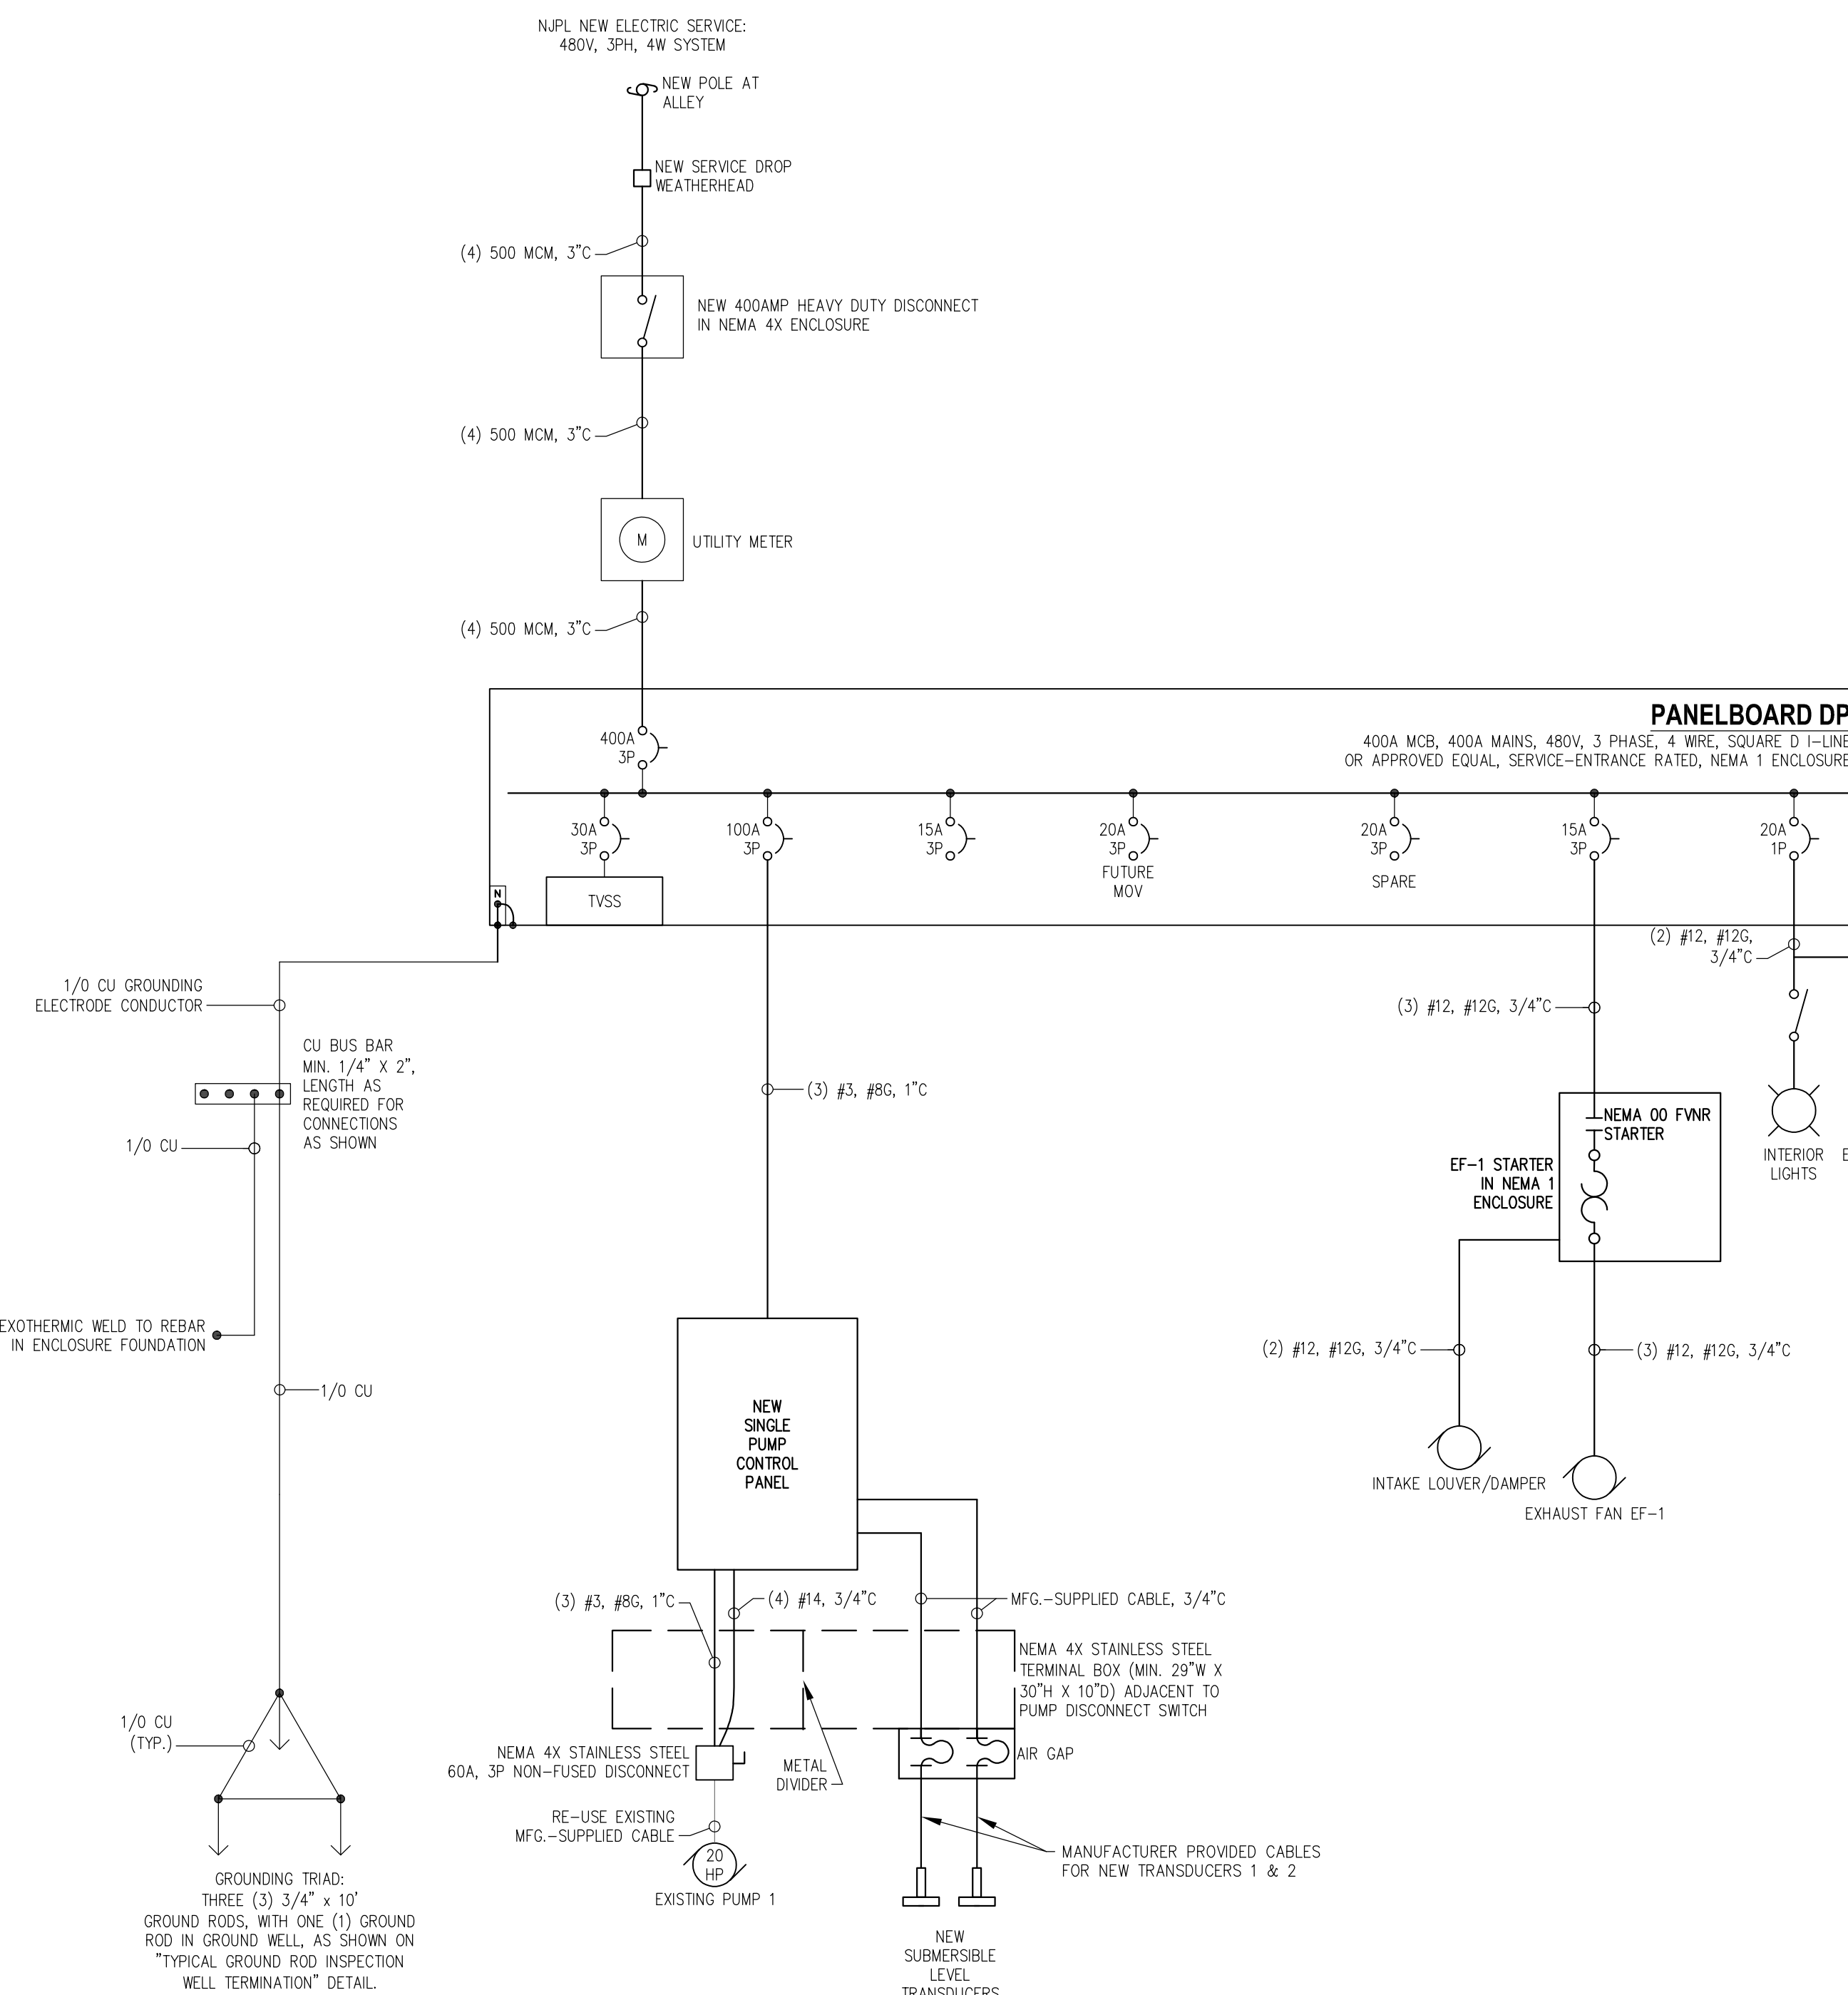 NJPL NEW ELECTRIC SERVICE:
480V, 3PH, 4W SYSTEM
NEW POLE AT
ALLEY
NEW SERVICE DROP
WEATHERHEAD
(4) 500 MCM, 3"C
NEW 400AMP HEAVY DUTY DISCONNECT
IN NEMA 4X ENCLOSURE
(4) 500 MCM, 3"C
M
UTILITY METER
(4) 500 MCM, 3"C
PANELBOARD DP
400A MCB, 400A MAINS, 480V, 3 PHASE, 4 WIRE, SQUARE D I-LINE
OR APPROVED EQUAL, SERVICE-ENTRANCE RATED, NEMA 1 ENCLOSURE
400A
3P
30A
3P
TVSS
100A
3P
15A
3P
20A
3P
FUTURE
MOV
20A
3P
SPARE
15A
3P
20A
1P
N
(2) #12, #12G,
3/4"C
1/0 CU GROUNDING
ELECTRODE CONDUCTOR
CU BUS BAR
MIN. 1/4" X 2",
LENGTH AS
REQUIRED FOR
CONNECTIONS
AS SHOWN
1/0 CU
(3) #3, #8G, 1"C
(3) #12, #12G, 3/4"C
NEMA 00 FVNR
STARTER
EF-1 STARTER
IN NEMA 1
ENCLOSURE
INTERIOR
LIGHTS
E
EXOTHERMIC WELD TO REBAR
IN ENCLOSURE FOUNDATION
1/0 CU
(2) #12, #12G, 3/4"C
(3) #12, #12G, 3/4"C
NEW
SINGLE
PUMP
CONTROL
PANEL
INTAKE LOUVER/DAMPER
EXHAUST FAN EF-1
(3) #3, #8G, 1"C
(4) #14, 3/4"C
MFG.-SUPPLIED CABLE, 3/4"C
NEMA 4X STAINLESS STEEL
TERMINAL BOX (MIN. 29"W X
30"H X 10"D) ADJACENT TO
PUMP DISCONNECT SWITCH
1/0 CU
(TYP.)
NEMA 4X STAINLESS STEEL
60A, 3P NON-FUSED DISCONNECT
METAL
DIVIDER
AIR GAP
RE-USE EXISTING
MFG.-SUPPLIED CABLE
20
HP
EXISTING PUMP 1
MANUFACTURER PROVIDED CABLES
FOR NEW TRANSDUCERS 1 & 2
GROUNDING TRIAD:
THREE (3) 3/4" x 10'
GROUND RODS, WITH ONE (1) GROUND
ROD IN GROUND WELL, AS SHOWN ON
"TYPICAL GROUND ROD INSPECTION
WELL TERMINATION" DETAIL.
NEW
SUBMERSIBLE
LEVEL
TRANSDUCERS